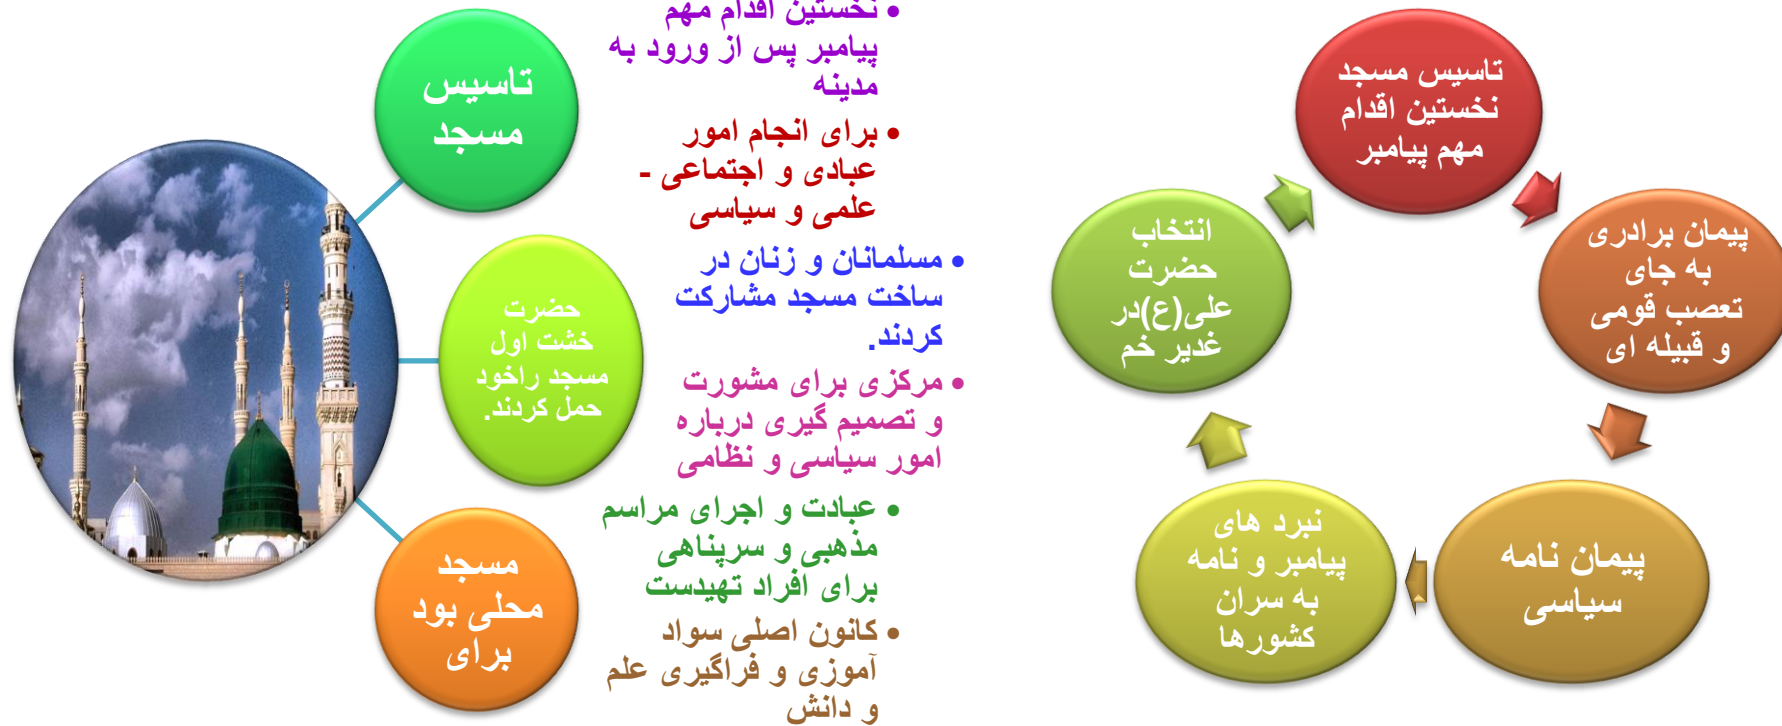 تاسیس
مسجد
• نخستین اقدام مهم
پیامبر پس از ورود به
مدینه
• برای انجام امور
عبادی و اجتماعی -
علمی و سیاسی
حضرت
خشت اول
مسجد راخود
حمل کردند.
• مسلمانان و زنان در
ساخت مسجد مشارکت
کردند.
• مرکزی برای مشورت
و تصمیم گیری درباره
امور سیاسی و نظامی
مسجد
محلی بود
برای
• عبادت و اجرای مراسم
مذهبی و سرپناهی
برای افراد تهیدست
• کانون اصلی سواد
آموزی و فراگیری علم
و دانش
تاسیس مسجد
نخستین اقدام
مهم پیامبر
پیمان برادری
به جای
تعصب قومی
و قبیله ای
پیمان نامه
سیاسی
نبرد های
پیامبر و نامه
به سران
کشورها
انتخاب
حضرت
علی(ع)در
غدیر خم